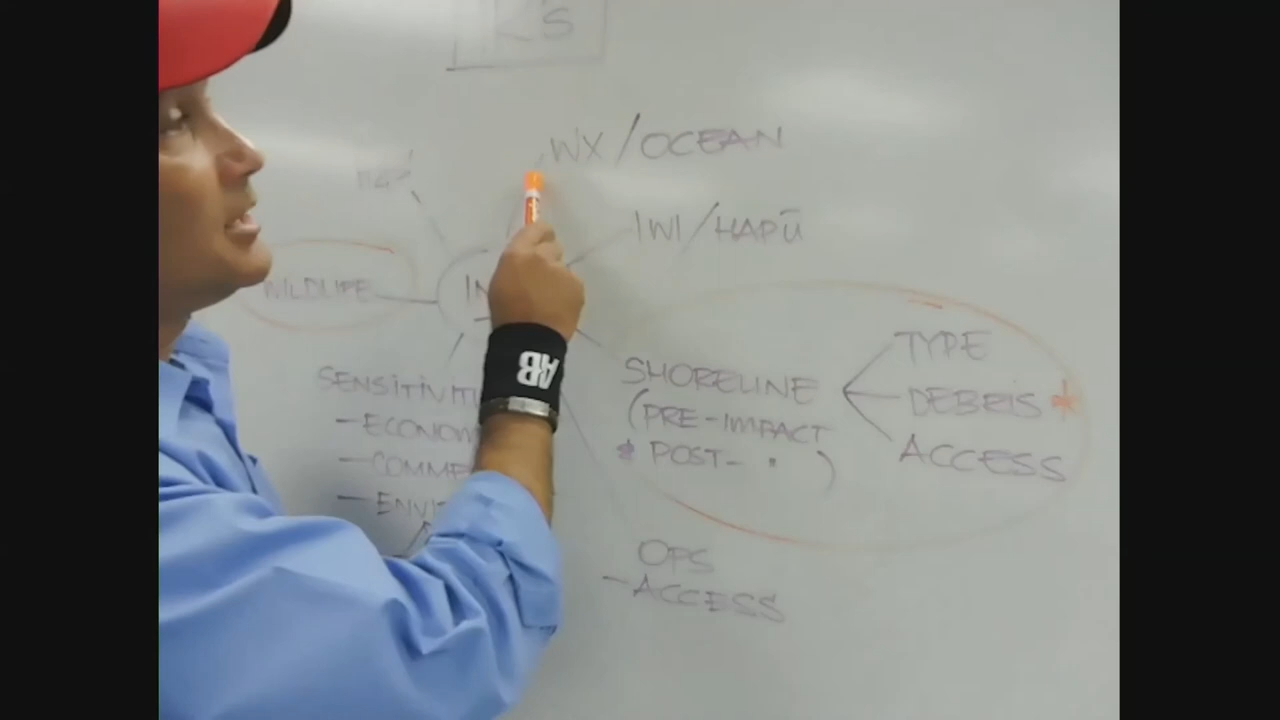 K's
WX/OCEAN
IWI/HAPŪ
WILDLIFE
IN
SHORELINE
(PRE-IMPACT
& POST- " )
TYPE
DEBRIS *
ACCESS
SENSITIVITI
- ECONOM
- COMME
- ENVI
OPS
- ACCESS
AB